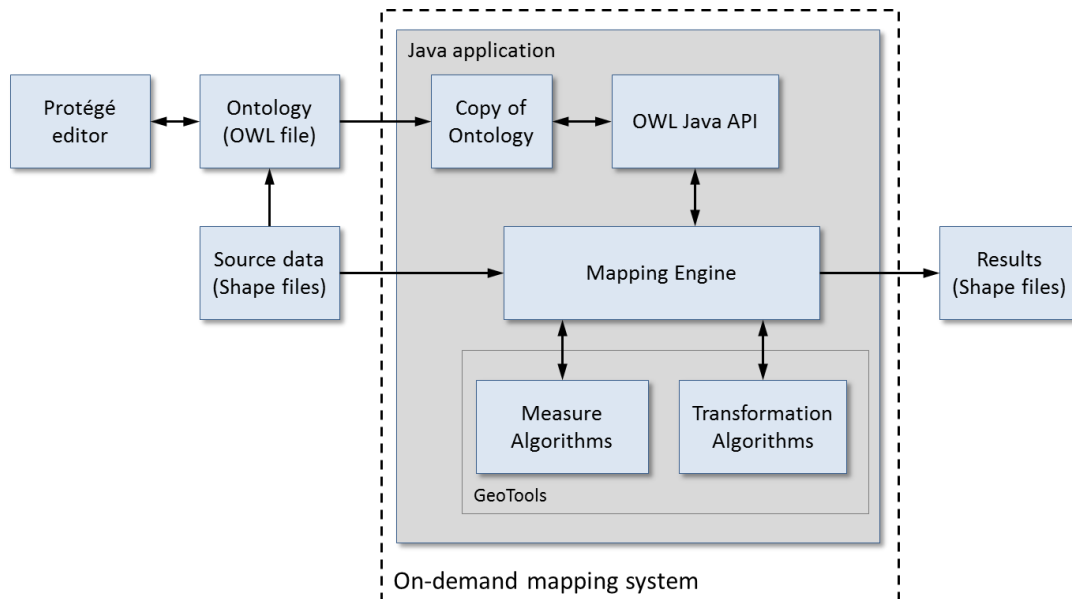 Java application
Protégé
editor
Ontology
(OWL file)
Copy of
Ontology
OWL Java API
Source data
(Shape files)
Mapping Engine
Results
(Shape files)
Measure
Algorithms
Transformation
Algorithms
GeoTools
On-demand mapping system